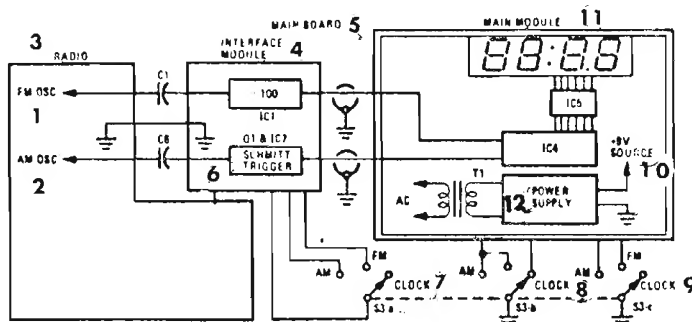 MAIN BOARD 5
MAIN MODULE 11
3
RADIO
INTERFACE
MODULE
4
88:8.8
FM OSC
C1
÷100
IC1
IC5
1
Q1 & IC2
IC4
+9V
SOURCE
10
AM OSC
C6
SCHMITT
TRIGGER
2
6
T1
AC
12
POWER
SUPPLY
FM
FM
AM
AM
AM
CLOCK
7
CLOCK
8
CLOCK
9
S3-a
S3-b
S3-c